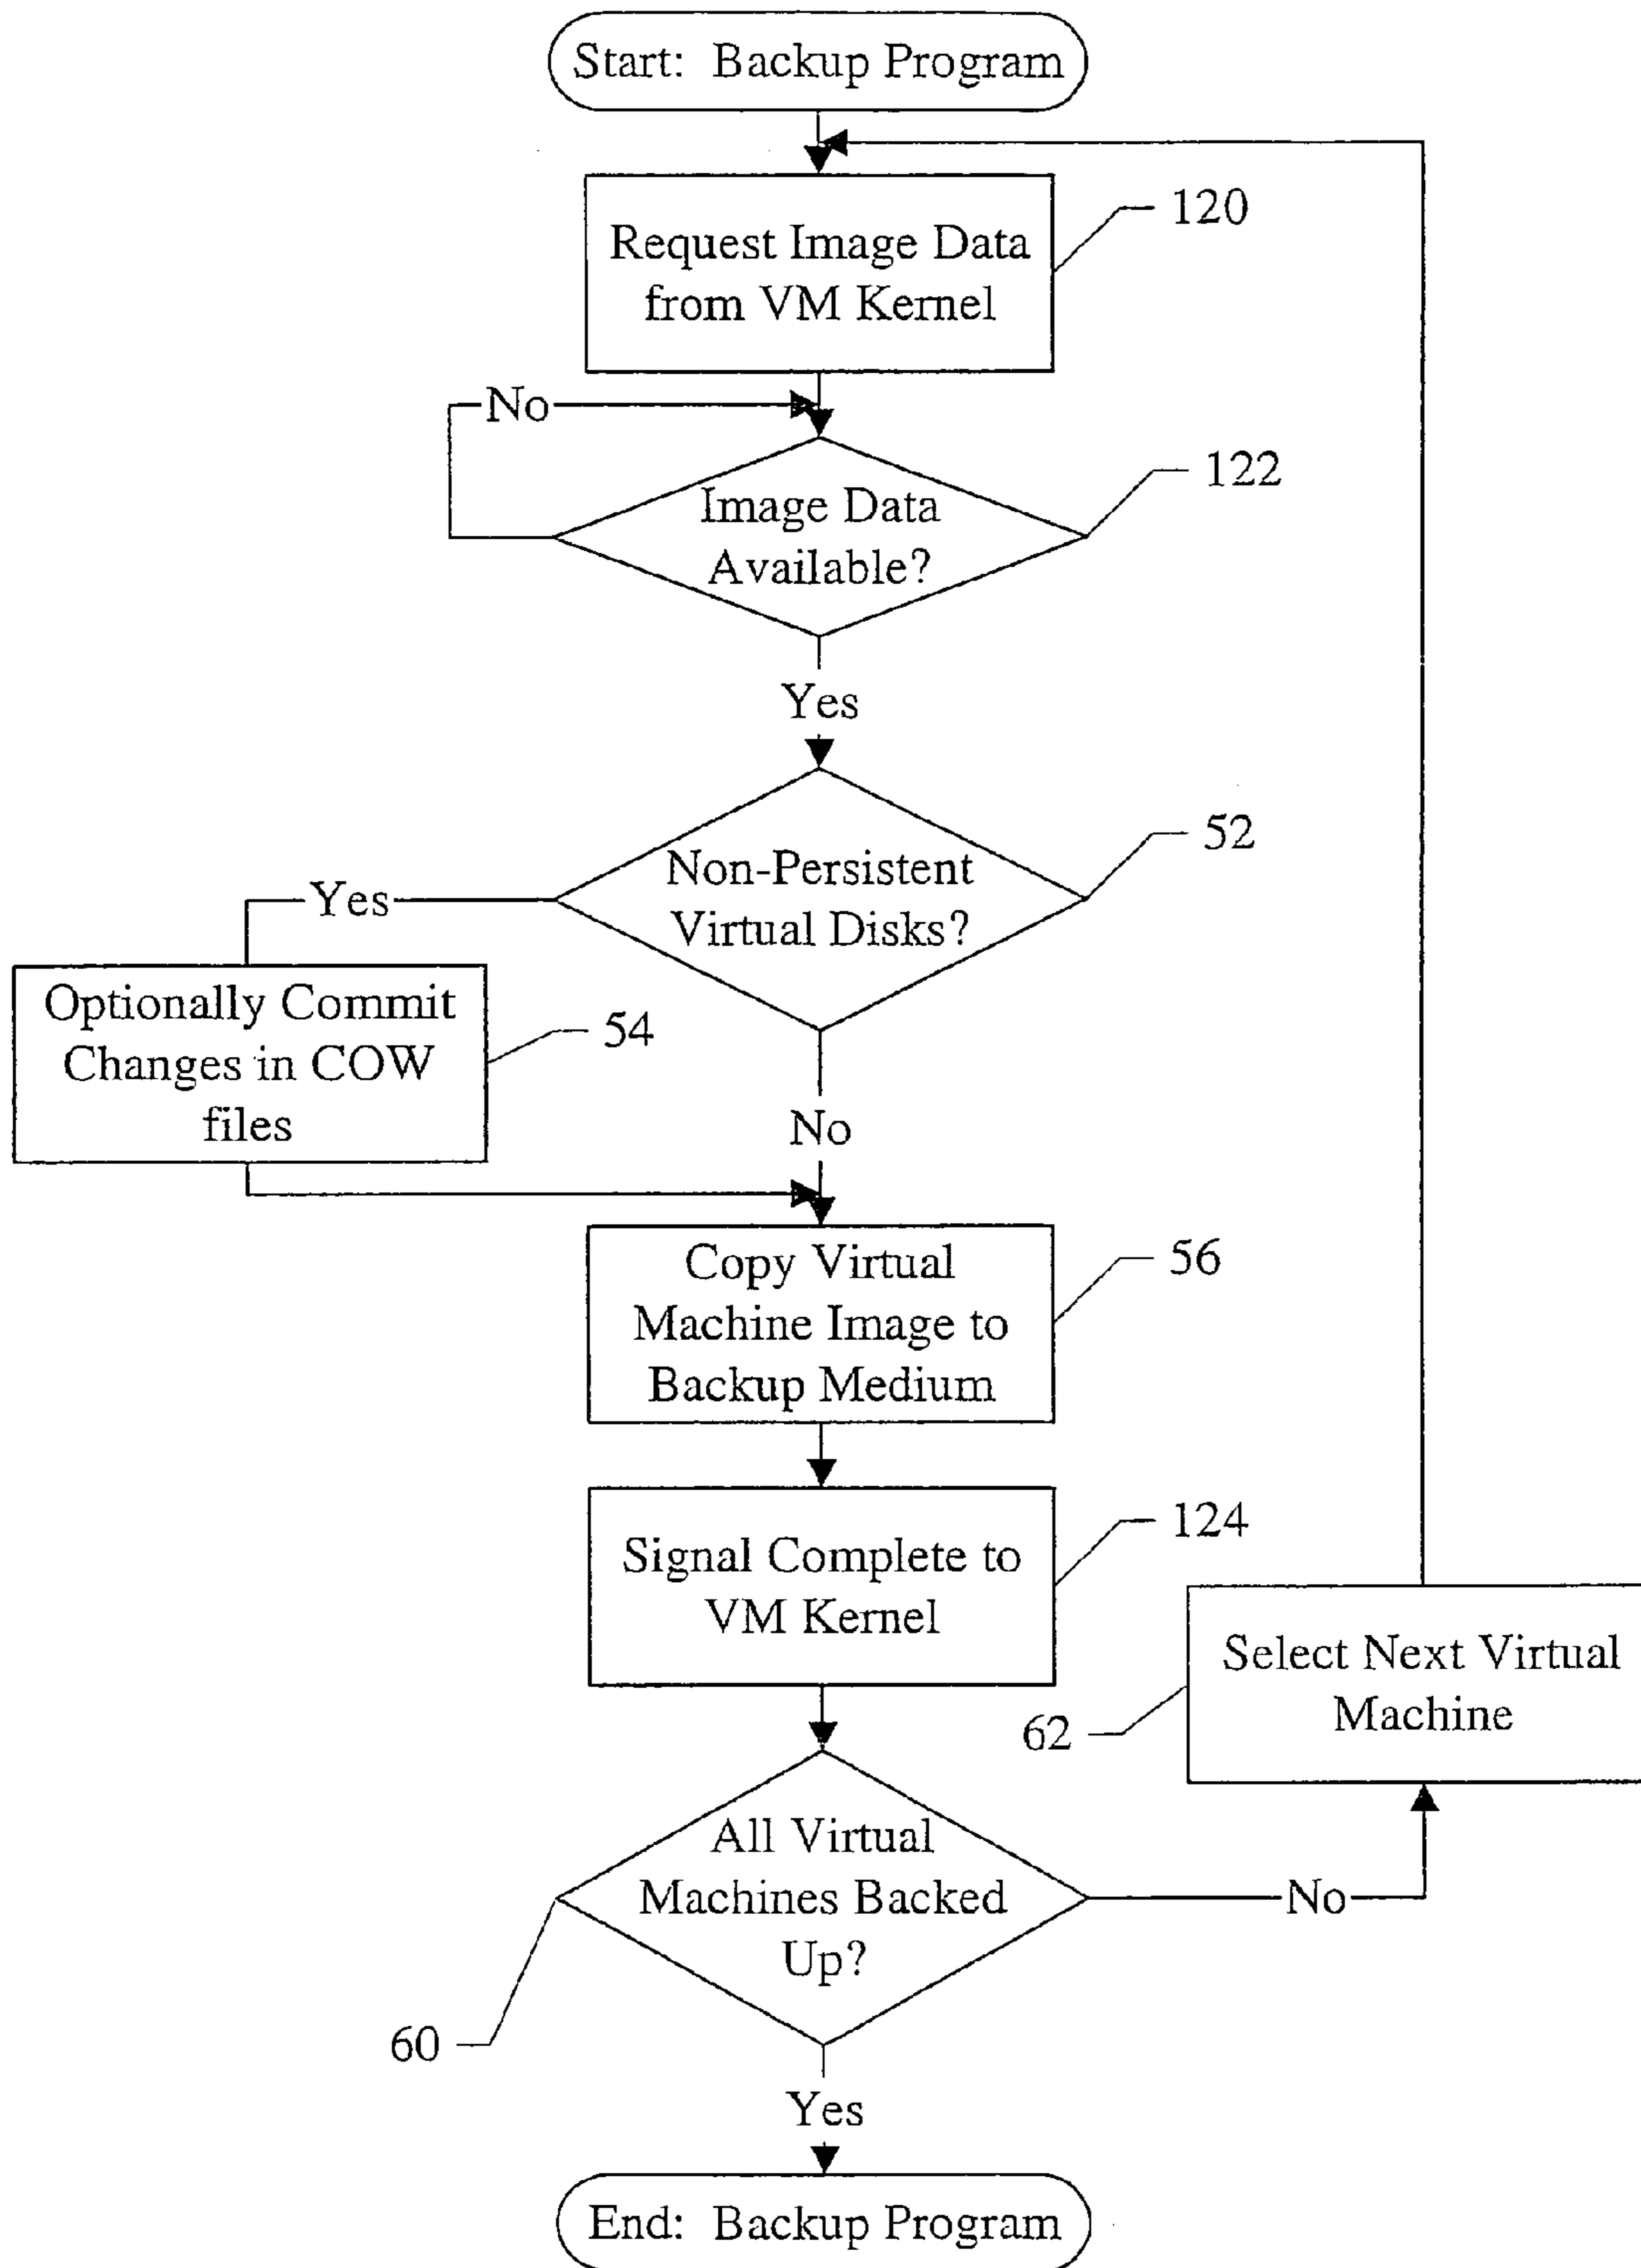 Start: Backup Program
120
Request Image Data
from VM Kernel
No
122
Image Data
Available?
Yes
52
Non-Persistent
Virtual Disks?
Yes
Optionally Commit
Changes in COW
files
54
No
Copy Virtual
Machine Image to
Backup Medium
56
124
Signal Complete to
VM Kernel
Select Next Virtual
Machine
62
All Virtual
Machines Backed
Up?
No
60
Yes
End: Backup Program